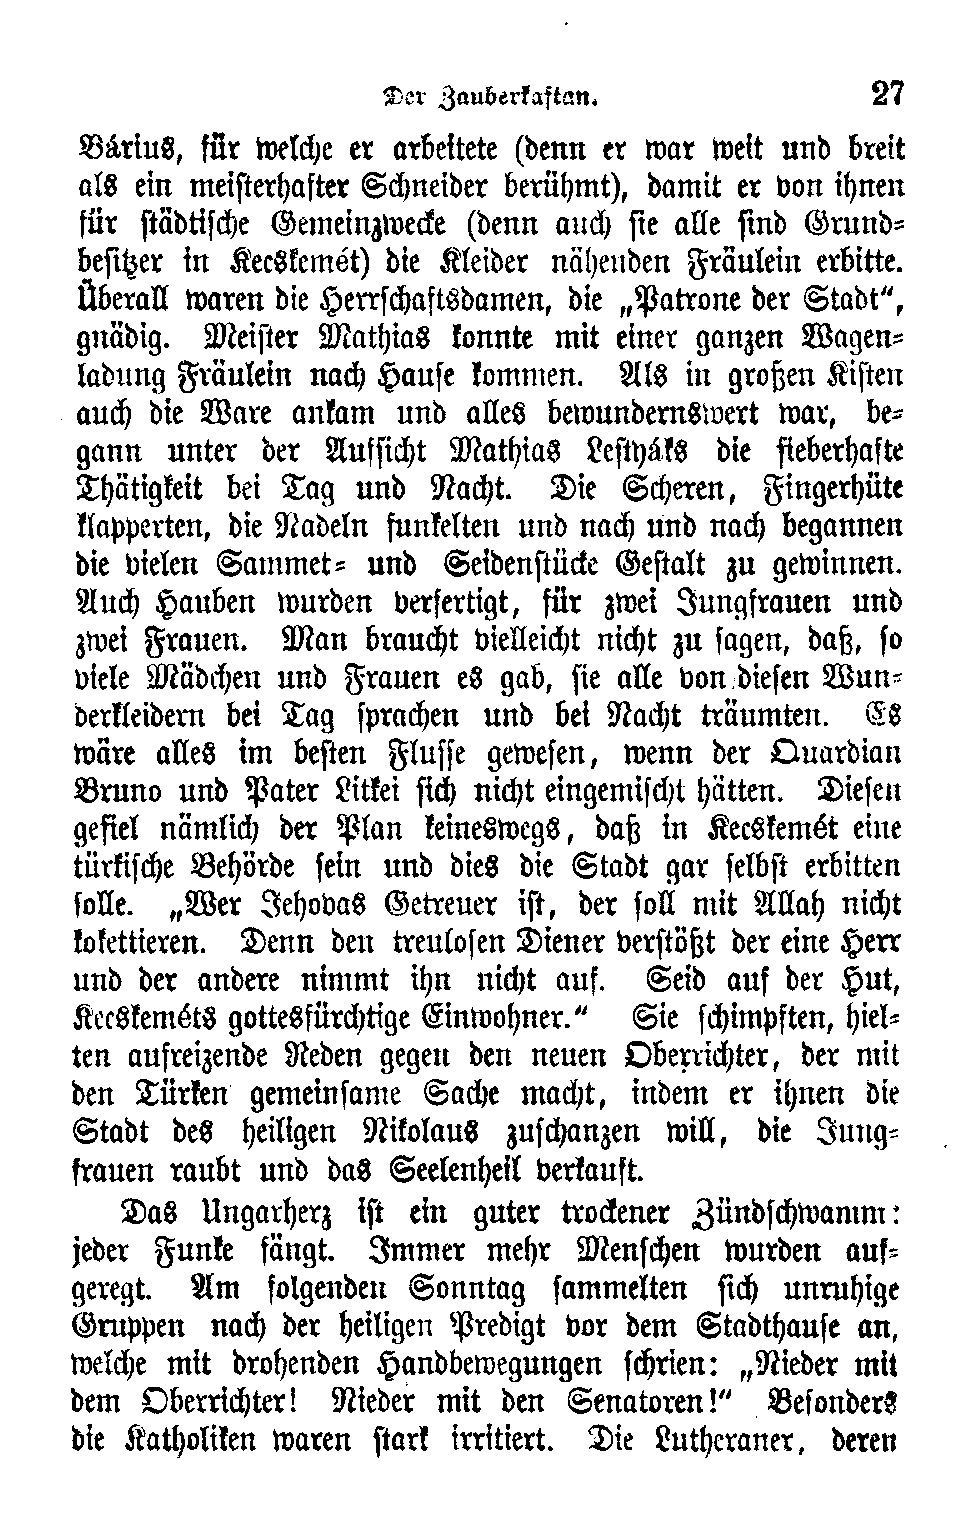 Der Zauberkaftan. 27
Várius, für welche er arbeitete (denn er war weit und breit
als ein meisterhafter Schneider berühmt), damit er von ihnen
für städtische Gemeinzwecke (denn auch sie alle sind Grund-
besitzer in Kecskemét) die Kleider nähenden Fräulein erbitte.
Überall waren die Herrschaftsdamen, die „Patrone der Stadt“,
gnädig. Meister Mathias konnte mit einer ganzen Wagen-
ladung Fräulein nach Hause kommen. Als in großen Kisten
auch die Ware ankam und alles bewundernswert war, be-
gann unter der Aufsicht Mathias Lestyáks die fieberhafte
Thätigkeit bei Tag und Nacht. Die Scheren, Fingerhüte
klapperten, die Nadeln funkelten und nach und nach begannen
die vielen Sammet- und Seidenstücke Gestalt zu gewinnen.
Auch Hauben wurden verfertigt, für zwei Jungfrauen und
zwei Frauen. Man braucht vielleicht nicht zu sagen, daß, so
viele Mädchen und Frauen es gab, sie alle von diesen Wun-
derkleidern bei Tag sprachen und bei Nacht träumten. Es
wäre alles im besten Flusse gewesen, wenn der Quardian
Bruno und Pater Litkei sich nicht eingemischt hätten. Diesen
gefiel nämlich der Plan keineswegs, daß in Kecskemét eine
türkische Behörde sein und dies die Stadt gar selbst erbitten
solle. „Wer Jehovas Getreuer ist, der soll mit Allah nicht
kokettieren. Denn den treulosen Diener verstößt der eine Herr
und der andere nimmt ihn nicht auf. Seid auf der Hut,
Kecskeméts gottesfürchtige Einwohner.“ Sie schimpften, hiel-
ten aufreizende Reden gegen den neuen Oberrichter, der mit
den Türken gemeinsame Sache macht, indem er ihnen die
Stadt des heiligen Nikolaus zuschanzen will, die Jung-
frauen raubt und das Seelenheil verkauft.
Das Ungarherz ist ein guter trockener Zündschwamm:
jeder Funke fängt. Immer mehr Menschen wurden auf-
geregt. Am folgenden Sonntag sammelten sich unruhige
Gruppen nach der heiligen Predigt vor dem Stadthause an,
welche mit drohenden Handbewegungen schrien: „Nieder mit
dem Oberrichter! Nieder mit den Senatoren!“ Besonders
die Katholiken waren stark irritiert. Die Lutheraner, deren